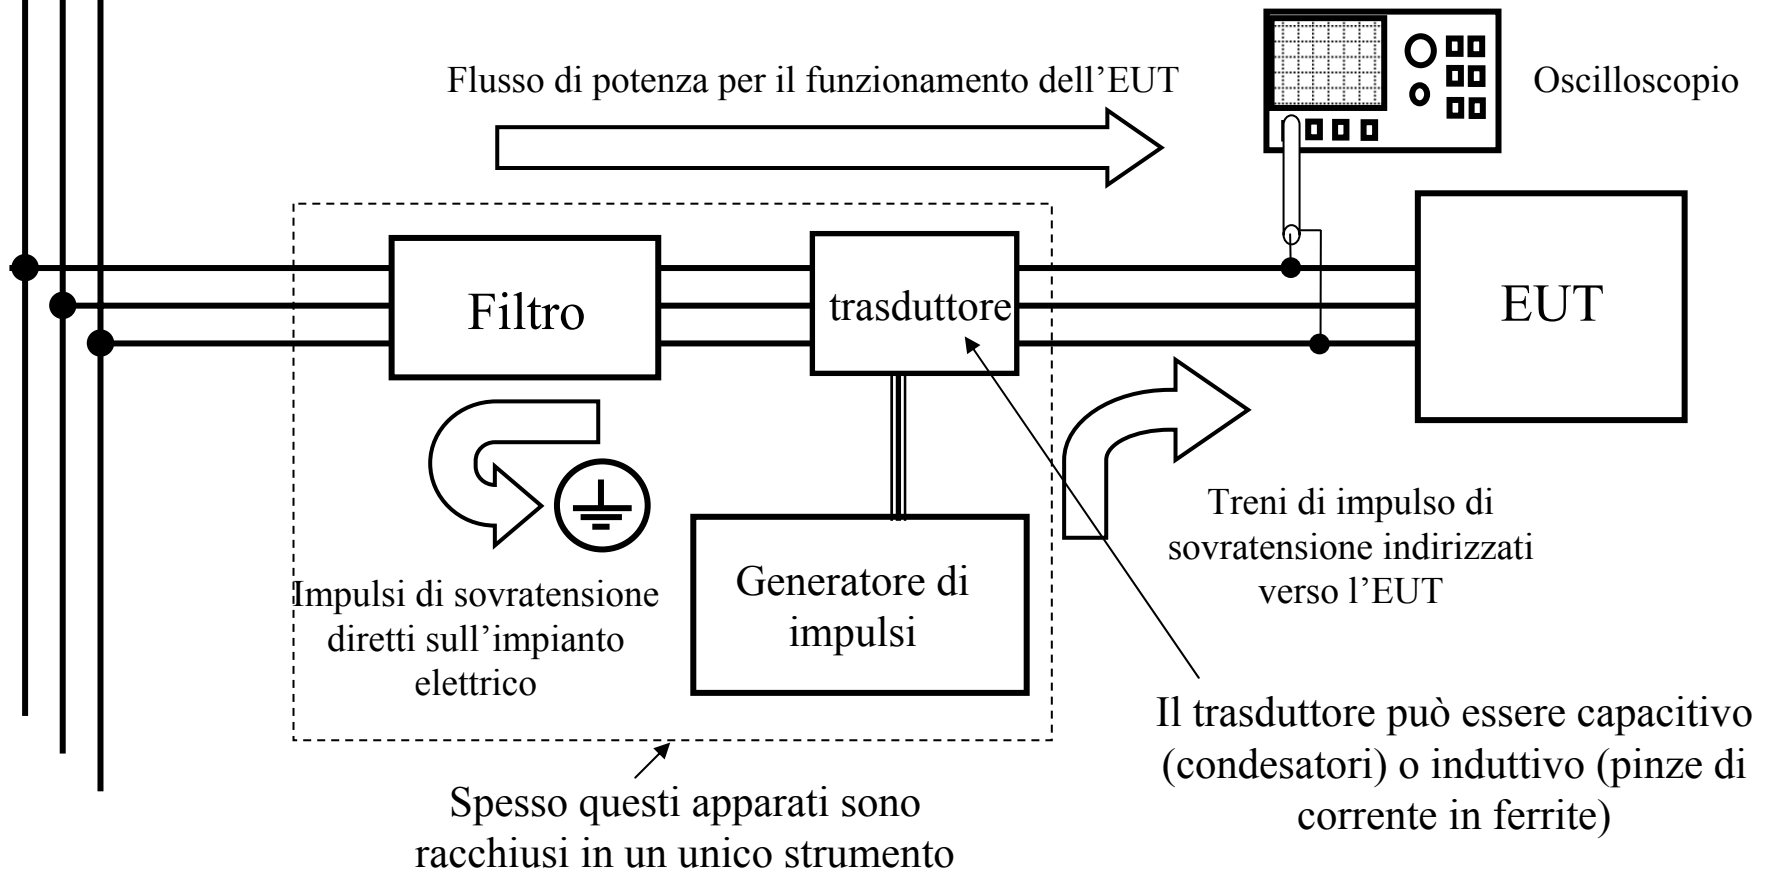 Flusso di potenza per il funzionamento dell’EUT
Oscilloscopio
Filtro
trasduttore
EUT
Generatore di
impulsi
Impulsi di sovratensione
diretti sull’impianto
elettrico
Treni di impulso di
sovratensione indirizzati
verso l’EUT
Il trasduttore può essere capacitivo
(condesatori) o induttivo (pinze di
corrente in ferrite)
Spesso questi apparati sono
racchiusi in un unico strumento